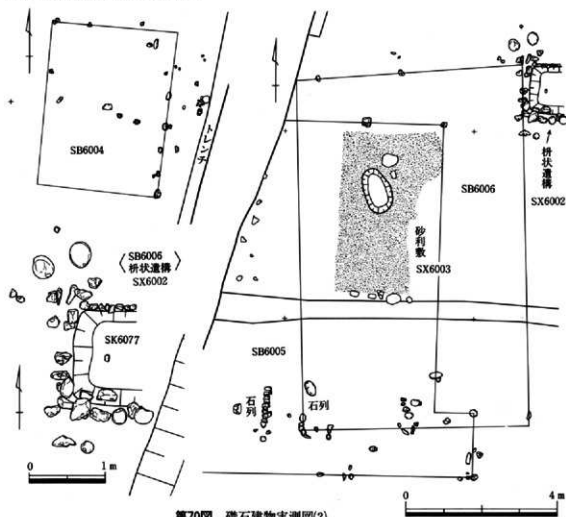 SB6004
トレンチ
SB6006
枡状遺構
SX6002
砂利敷
SX6003
SB6006
枡状遺構
SX6002
SK6077
SB6005
石列
石列
0 1 m
0 4 m
第70図 礎石建物実測図(2)